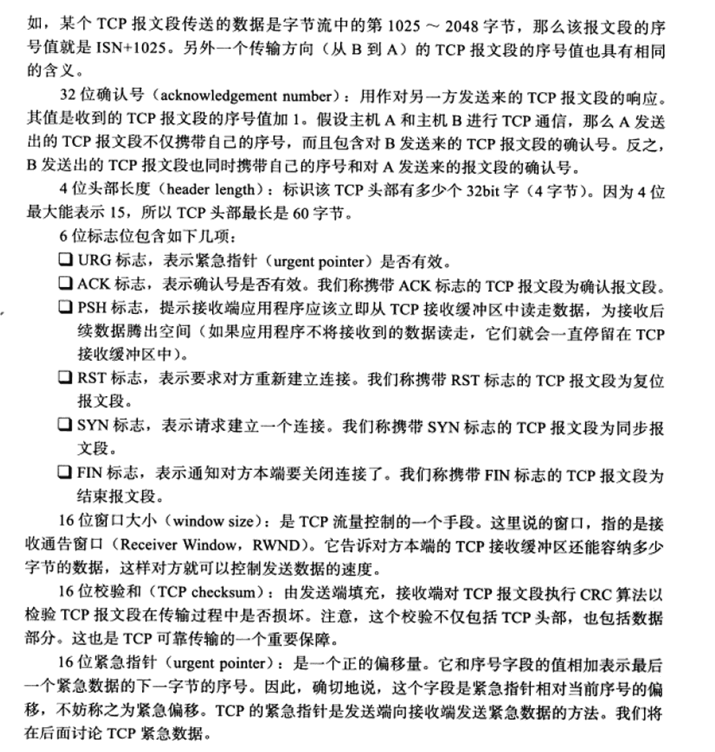 如，某个 TCP 报文段传送的数据是字节流中的第 1025 ～ 2048 字节，那么该报文段的序
号值就是 ISN+1025。另外一个传输方向（从 B 到 A）的 TCP 报文段的序号值也具有相同
的含义。
32 位确认号（acknowledgement number）：用作对另一方发送来的 TCP 报文段的响应。
其值是收到的 TCP 报文段的序号值加 1。假设主机 A 和主机 B 进行 TCP 通信，那么 A 发送
出的 TCP 报文段不仅携带自己的序号，而且包含对 B 发送来的 TCP 报文段的确认号。反之，
B 发送出的 TCP 报文段也同时携带自己的序号和对 A 发送来的报文段的确认号。
4 位头部长度（header length）：标识该 TCP 头部有多少个 32bit 字（4 字节）。因为 4 位
最大能表示 15，所以 TCP 头部最长是 60 字节。
6 位标志位包含如下几项：
❑ URG 标志，表示紧急指针（urgent pointer）是否有效。
❑ ACK 标志，表示确认号是否有效。我们称携带 ACK 标志的 TCP 报文段为确认报文段。
❑ PSH 标志，提示接收端应用程序应该立即从 TCP 接收缓冲区中读走数据，为接收后
续数据腾出空间（如果应用程序不将接收到的数据读走，它们就会一直停留在 TCP
接收缓冲区中）。
❑ RST 标志，表示要求对方重新建立连接。我们称携带 RST 标志的 TCP 报文段为复位
报文段。
❑ SYN 标志，表示请求建立一个连接。我们称携带 SYN 标志的 TCP 报文段为同步报
文段。
❑ FIN 标志，表示通知对方本端要关闭连接了。我们称携带 FIN 标志的 TCP 报文段为
结束报文段。
16 位窗口大小（window size）：是 TCP 流量控制的一个手段。这里说的窗口，指的是接
收通告窗口（Receiver Window，RWND）。它告诉对方本端的 TCP 接收缓冲区还能容纳多少
字节的数据，这样对方就可以控制发送数据的速度。
16 位校验和（TCP checksum）：由发送端填充，接收端对 TCP 报文段执行 CRC 算法以
检验 TCP 报文段在传输过程中是否损坏。注意，这个校验不仅包括 TCP 头部，也包括数据
部分。这也是 TCP 可靠传输的一个重要保障。
16 位紧急指针（urgent pointer）：是一个正的偏移量。它和序号字段的值相加表示最后
一个紧急数据的下一字节的序号。因此，确切地说，这个字段是紧急指针相对当前序号的偏
移，不妨称之为紧急偏移。TCP 的紧急指针是发送端向接收端发送紧急数据的方法。我们将
在后面讨论 TCP 紧急数据。